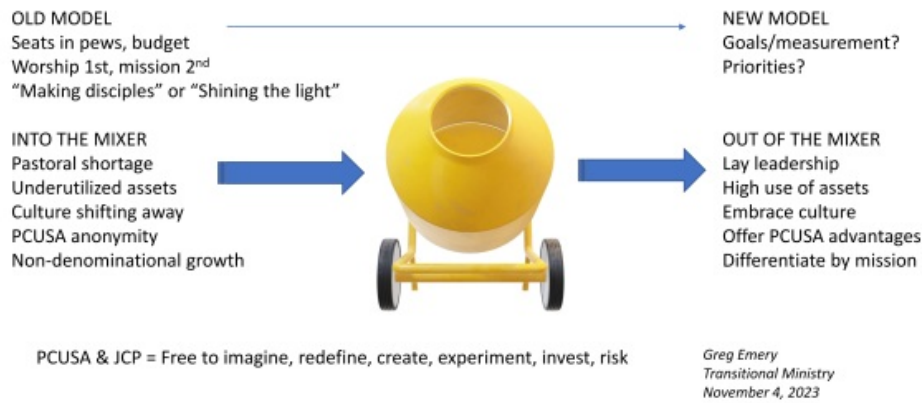 OLD MODEL
Seats in pews, budget
Worship 1st, mission 2nd
“Making disciples” or “Shining the light”
NEW MODEL
Goals/measurement?
Priorities?
INTO THE MIXER
Pastoral shortage
Underutilized assets
Culture shifting away
PCUSA anonymity
Non-denominational growth
OUT OF THE MIXER
Lay leadership
High use of assets
Embrace culture
Offer PCUSA advantages
Differentiate by mission
PCUSA & JCP = Free to imagine, redefine, create, experiment, invest, risk
Greg Emery
Transitional Ministry
November 4, 2023